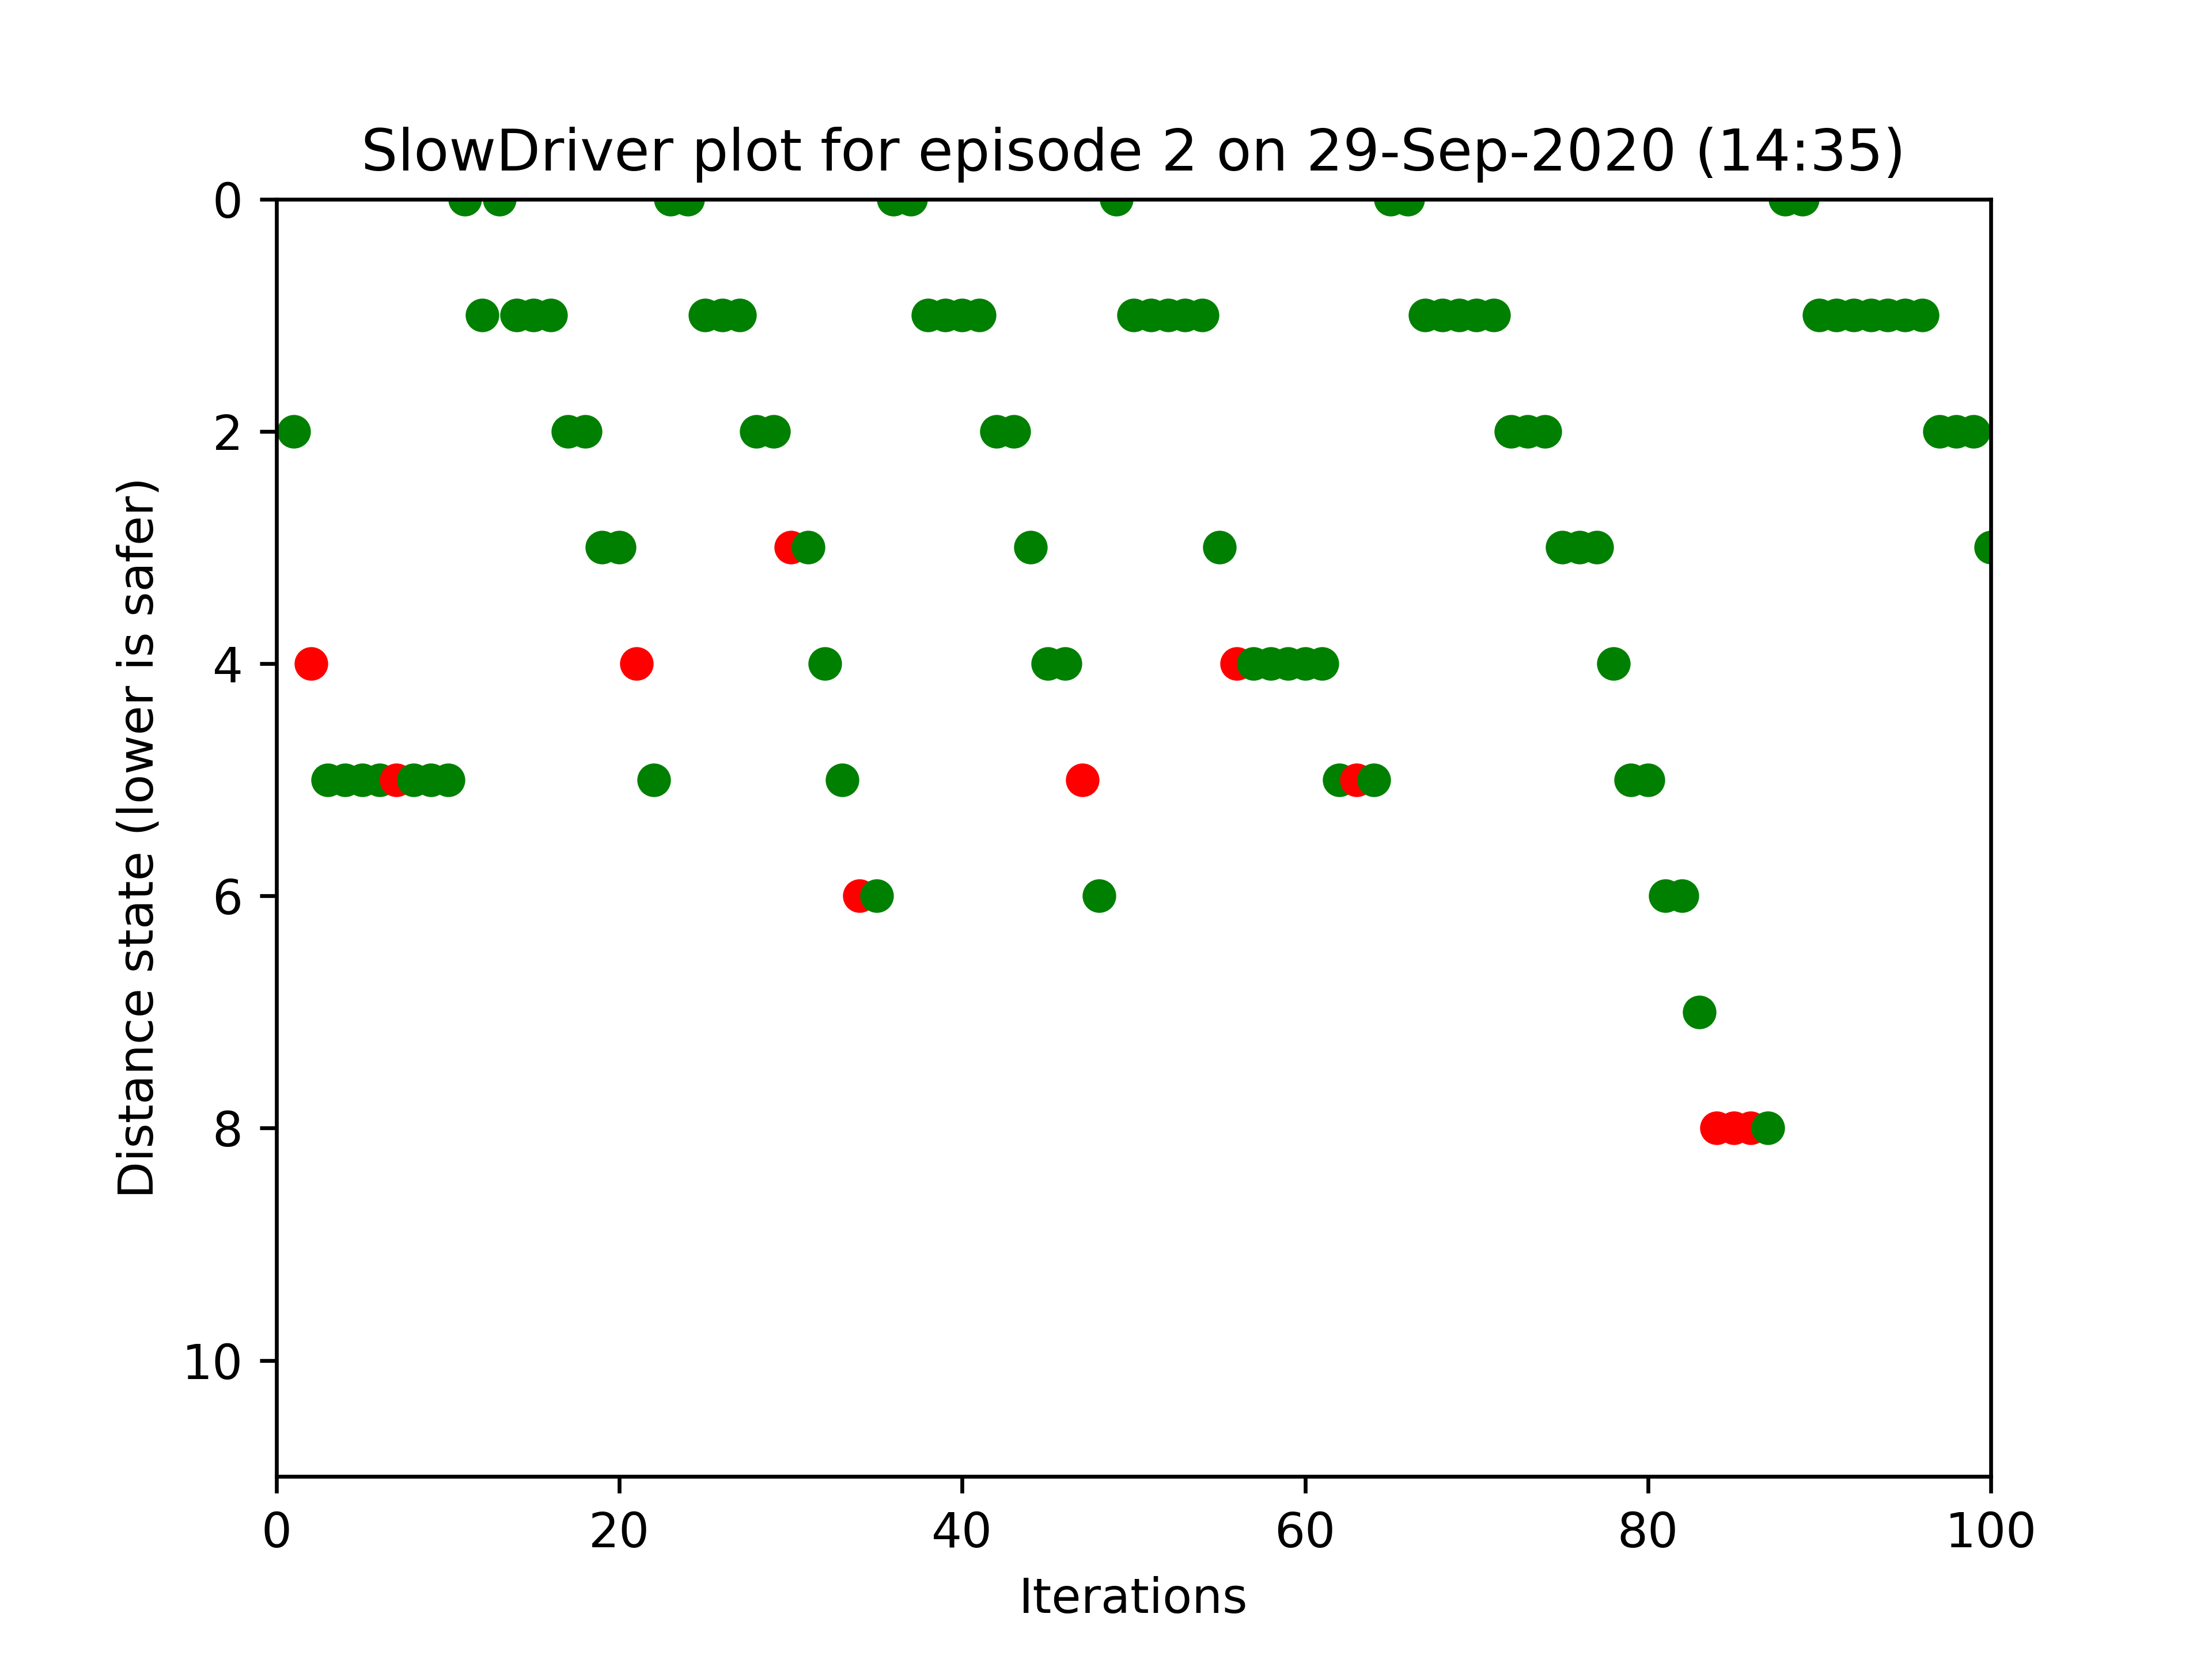 SlowDriver plot for episode 2 on 29-Sep-2020 (14:35)
Distance state (lower is safer)
0
2
4
6
8
10
0 20 40 60 80 100
Iterations